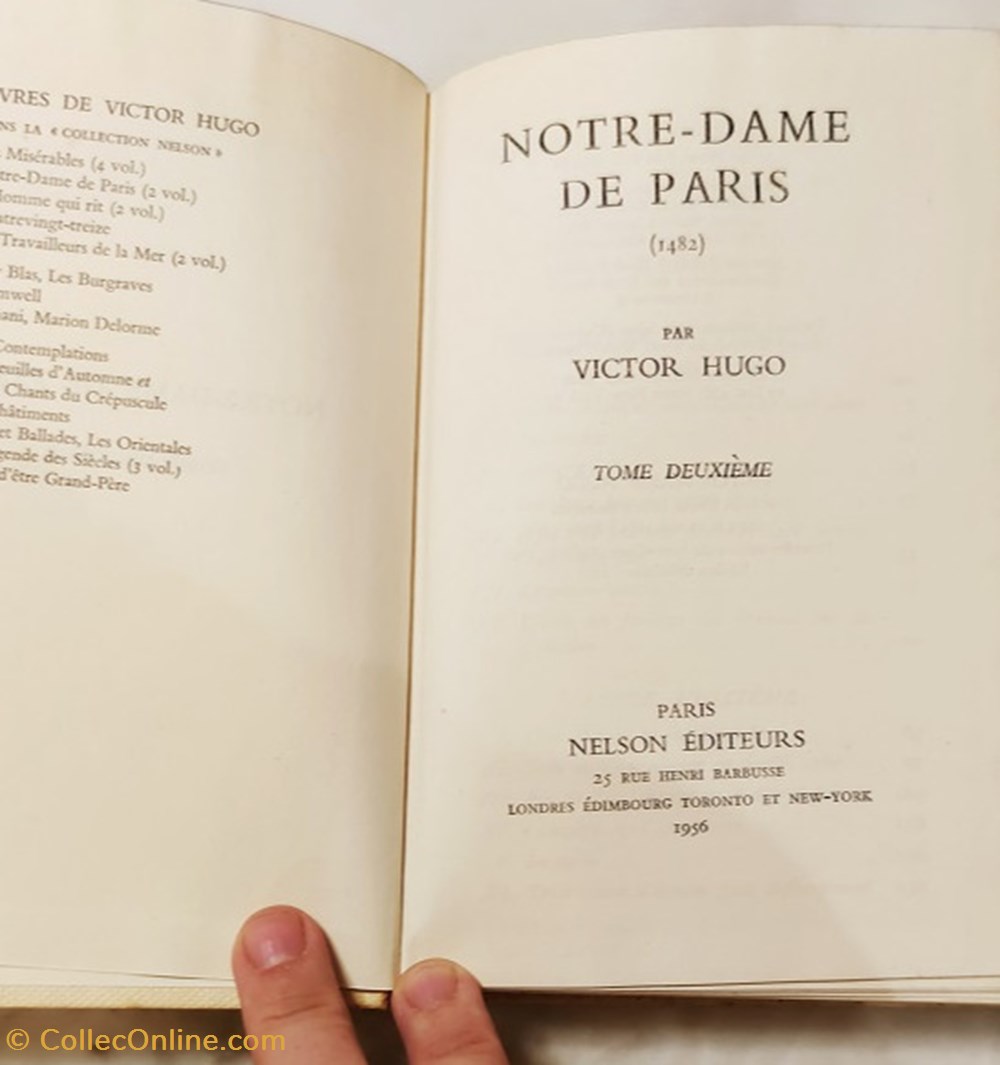 VRES DE VICTOR HUGO
NS LA « COLLECTION NELSON »
Misérables (4 vol.)
tre-Dame de Paris (2 vol.)
Homme qui rit (2 vol.)
atrevingt-treize
Travailleurs de la Mer (2 vol.)
Blas, Les Burgraves
mwell
ani, Marion Delorme
Contemplations
euilles d'Automne et
Chants du Crépuscule
hâtiments
et Ballades, Les Orientales
gende des Siècles (3 vol.)
d'être Grand-Père
NOTRE-DAME
DE PARIS
(1482)
PAR
VICTOR HUGO
TOME DEUXIÈME
PARIS
NELSON ÉDITEURS
25 RUE HENRI BARBUSSE
LONDRES ÉDIMBOURG TORONTO ET NEW-YORK
1956
© CollecOnline.com